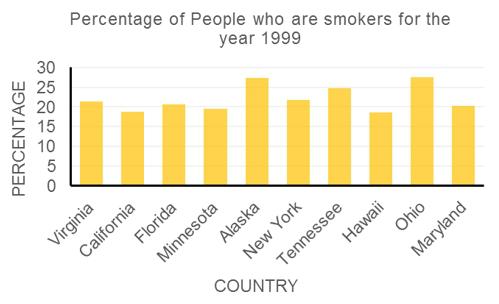 Percentage of People who are smokers for the
year 1999
PERCENTAGE
30
25
20
15
10
5
0
Virginia
California
Florida
Minnesota
Alaska
New York
Tennessee
Hawaii
Ohio
Maryland
COUNTRY